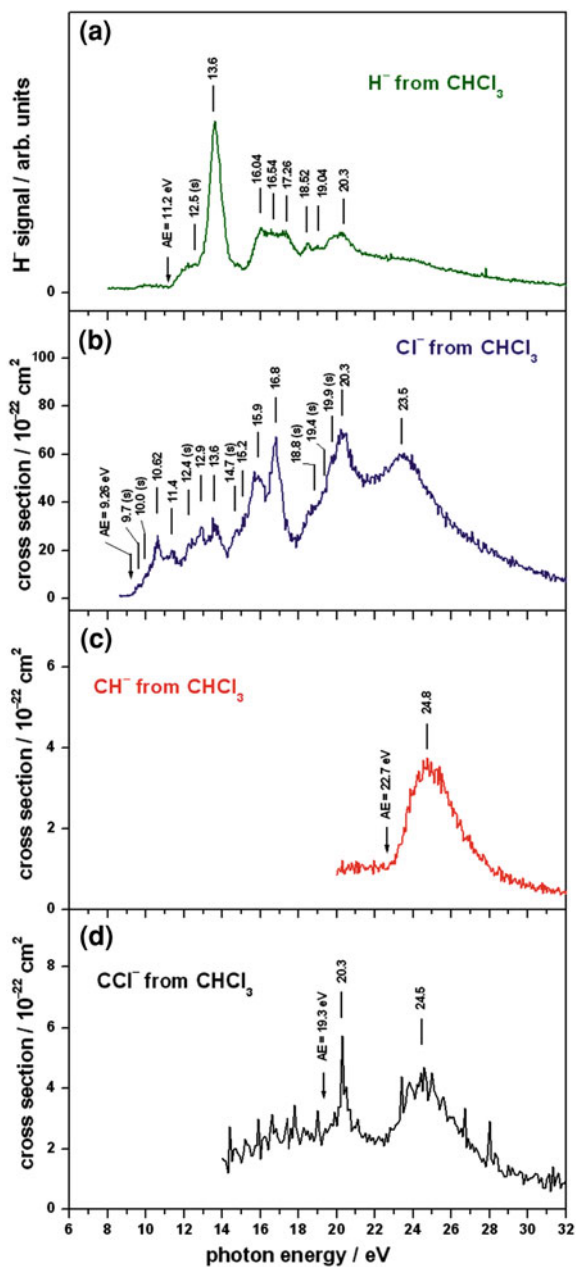 (a)
H⁻ from CHCl₃
H⁻ signal / arb. units
0
AE = 11.2 eV
12.5 (s)
13.6
16.04
16.54
17.26
18.52
19.04
20.3
(b)
Cl⁻ from CHCl₃
cross section / 10⁻²² cm²
100
80
60
40
20
0
AE = 9.26 eV
9.7 (s)
10.0 (s)
10.62
11.4
12.4 (s)
12.9
13.6
14.7 (s)
15.2
15.9
16.8
18.8 (s)
19.4 (s)
19.9 (s)
20.3
23.5
(c)
CH⁻ from CHCl₃
cross section / 10⁻²² cm²
6
4
2
0
AE = 22.7 eV
24.8
(d)
CCl⁻ from CHCl₃
cross section / 10⁻²² cm²
8
6
4
2
0
AE = 19.3 eV
20.3
24.5
6 8 10 12 14 16 18 20 22 24 26 28 30 32
photon energy / eV